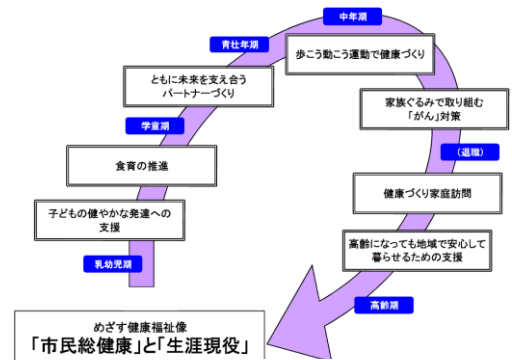 中年期
青壮年期
歩こう動こう運動で健康づくり
ともに未来を支え合う
パートナーづくり
家族ぐるみで取り組む
「がん」対策
学童期
(退職)
食育の推進
健康づくり家庭訪問
子どもの健やかな発達への
支援
高齢になっても地域で安心して
暮らせるための支援
乳幼児期
高齢期
めざす健康福祉像
「市民総健康」と「生涯現役」